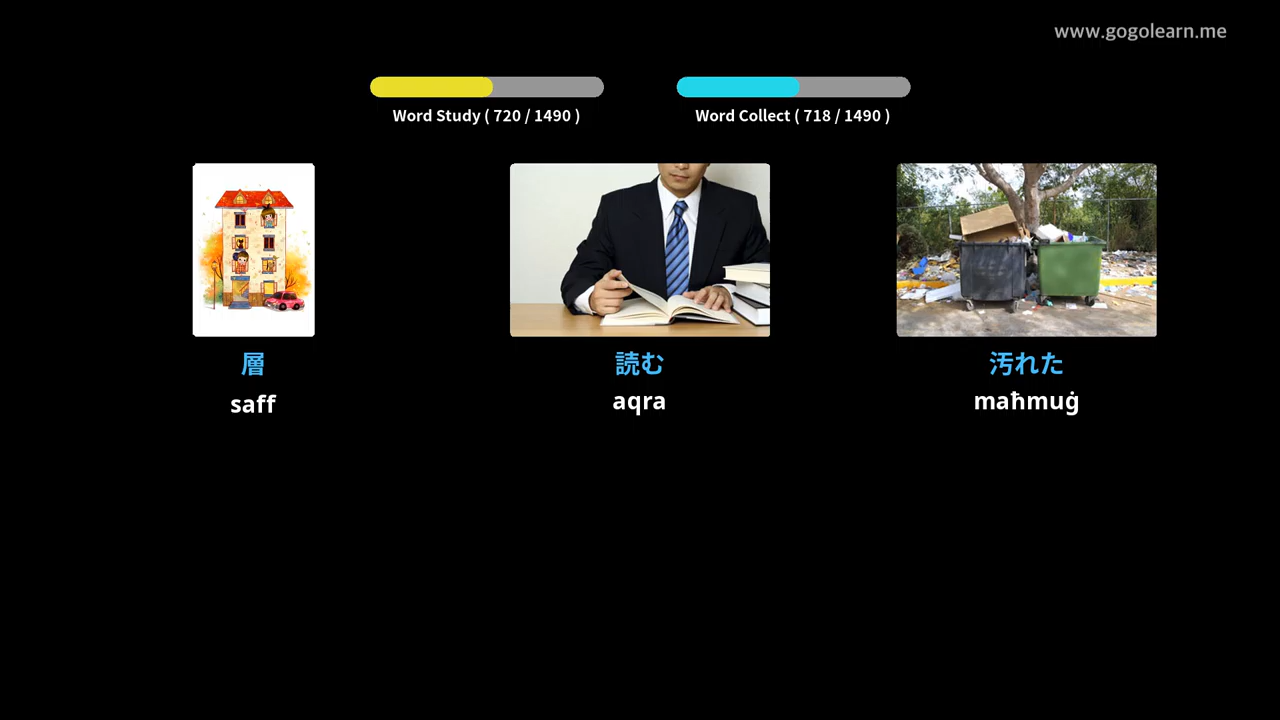 www.gogolearn.me
Word Study ( 720 / 1490 )
Word Collect ( 718 / 1490 )
層
saff
読む
aqra
汚れた
maħmuġ